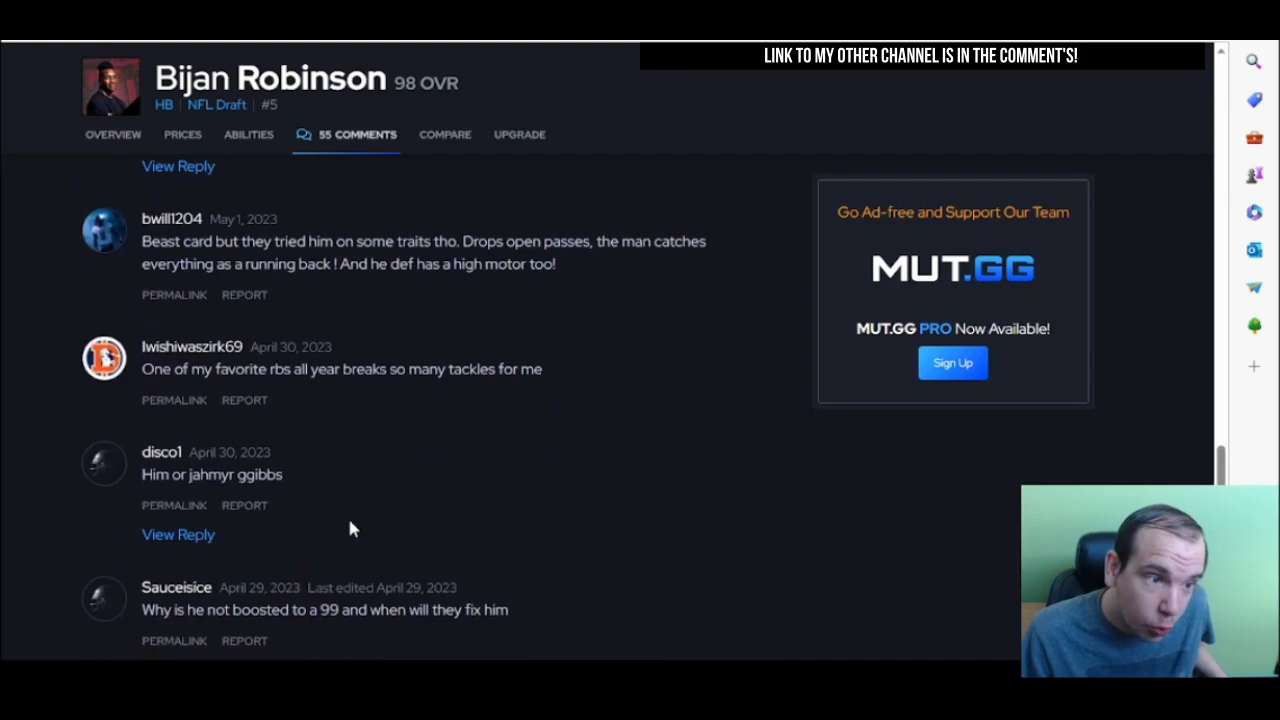 LINK TO MY OTHER CHANNEL IS IN THE COMMENT'S!
Bijan Robinson 98 OVR
HB | NFL Draft | #5
OVERVIEW PRICES ABILITIES 55 COMMENTS COMPARE UPGRADE
View Reply
bwill1204 May 1, 2023
Beast card but they tried him on some traits tho. Drops open passes, the man catches
everything as a running back ! And he def has a high motor too!
PERMALINK REPORT
Iwishiwaszirk69 April 30, 2023
One of my favorite rbs all year breaks so many tackles for me
PERMALINK REPORT
disco1 April 30, 2023
Him or jahmyr ggibbs
PERMALINK REPORT
View Reply
Sauceisice April 29, 2023 Last edited April 29, 2023
Why is he not boosted to a 99 and when will they fix him
PERMALINK REPORT
Go Ad-free and Support Our Team
MUT.GG
MUT.GG PRO Now Available!
Sign Up